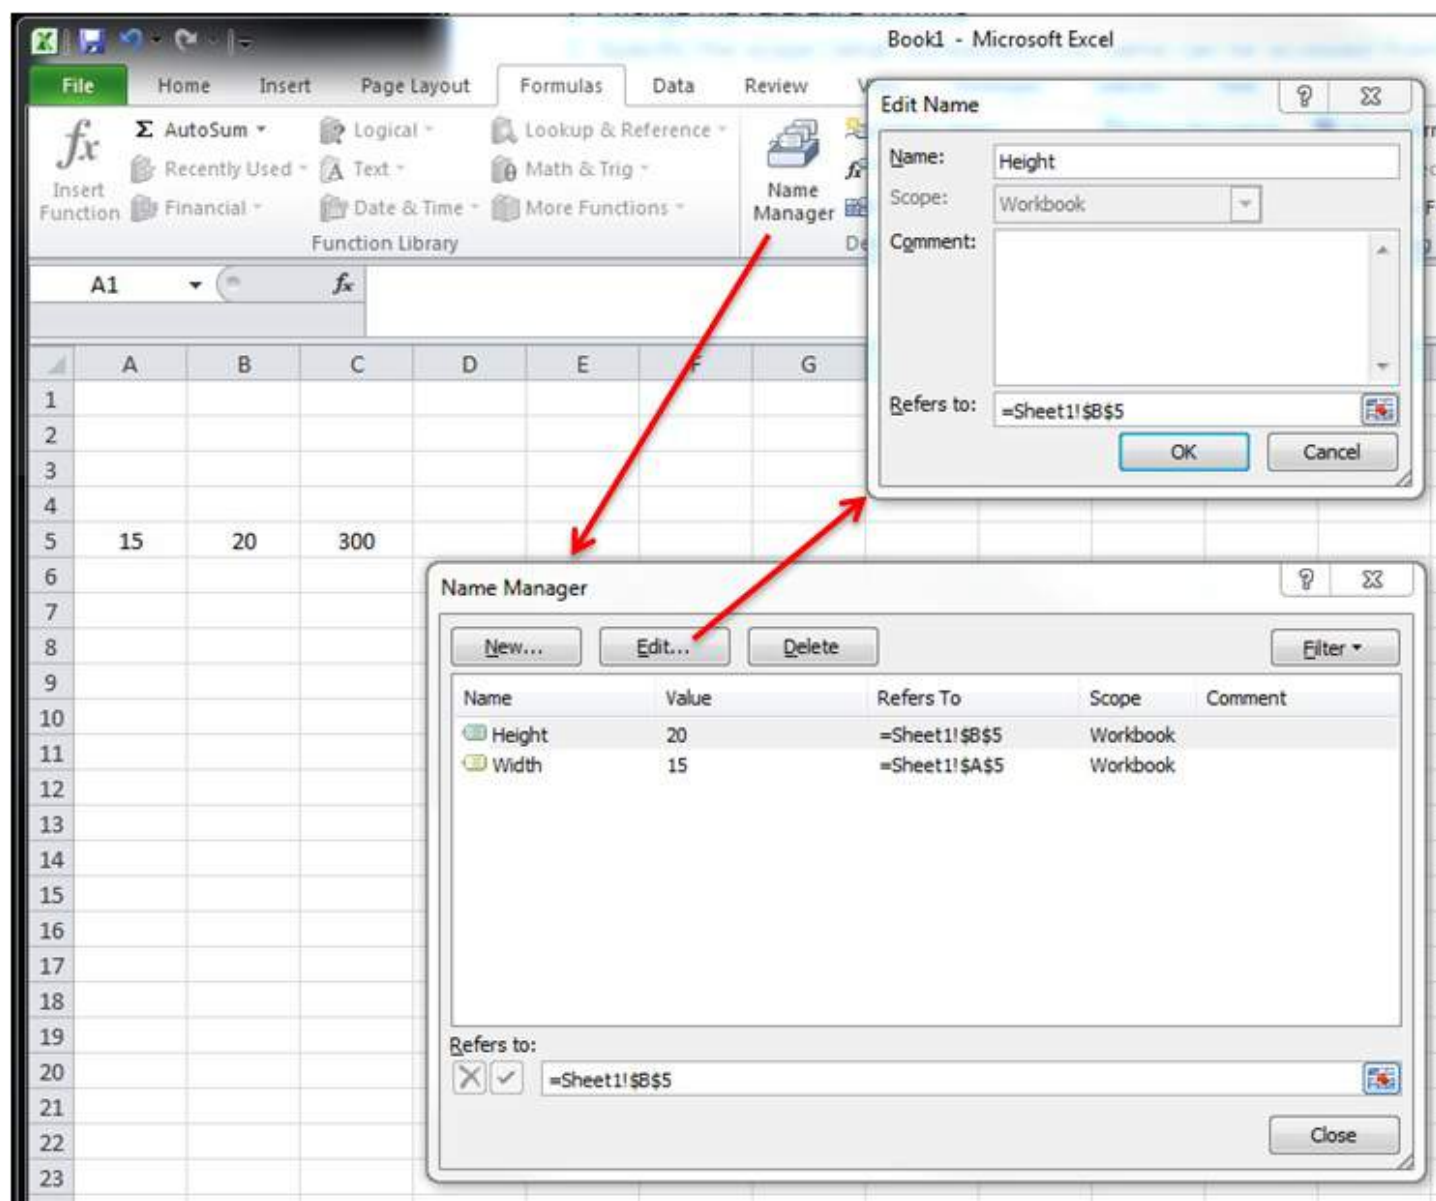 Book1 - Microsoft Excel
File Home Insert Page Layout Formulas Data Review
fx Σ AutoSum Logical Lookup & Reference
Recently Used Text Math & Trig
Insert Function Financial Date & Time More Functions
Name Manager
Function Library
A1 fx
A B C D E F G
1
2
3
4
5 15 20 300
6
7
8
9
10
11
12
13
14
15
16
17
18
19
20
21
22
23
Edit Name
Name: Height
Scope: Workbook
Comment:
Refers to: =Sheet1!$B$5
OK Cancel
Name Manager
New... Edit... Delete Filter
Name Value Refers To Scope Comment
Height 20 =Sheet1!$B$5 Workbook
Width 15 =Sheet1!$A$5 Workbook
Refers to:
=Sheet1!$B$5
Close